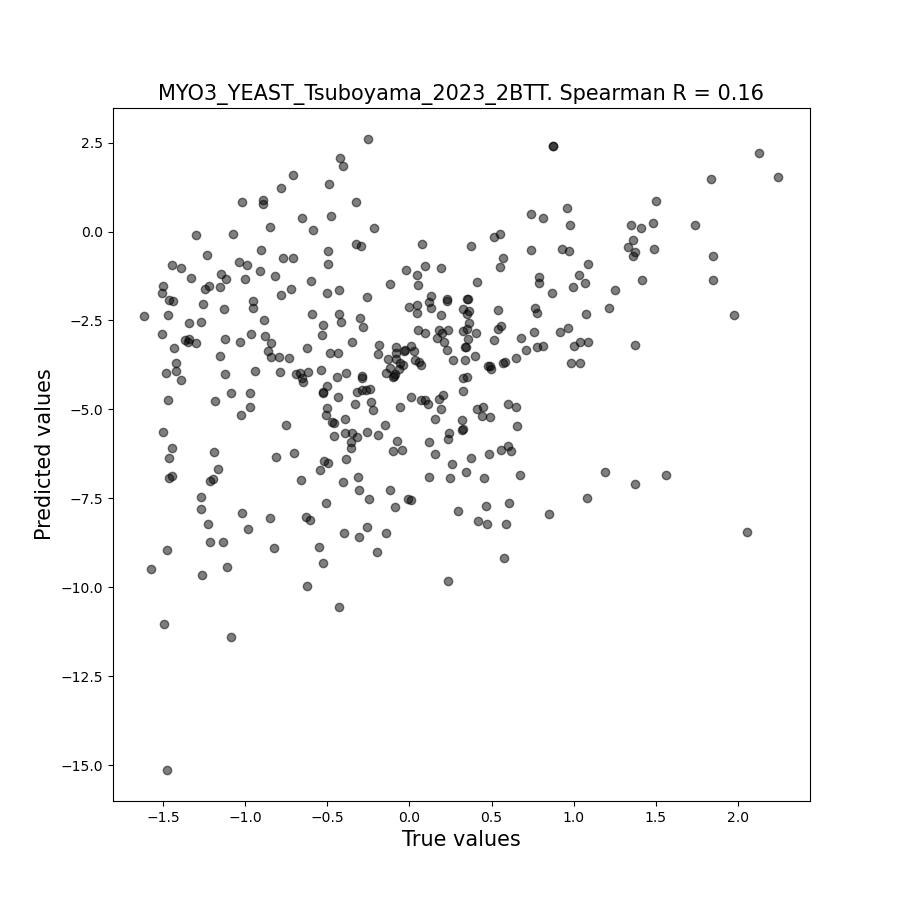 MYO3_YEAST_Tsuboyama_2023_2BTT. Spearman R = 0.16
2.5
0.0
−2.5
−5.0
−7.5
−10.0
−12.5
−15.0
Predicted values
−1.5 −1.0 −0.5 0.0 0.5 1.0 1.5 2.0
True values